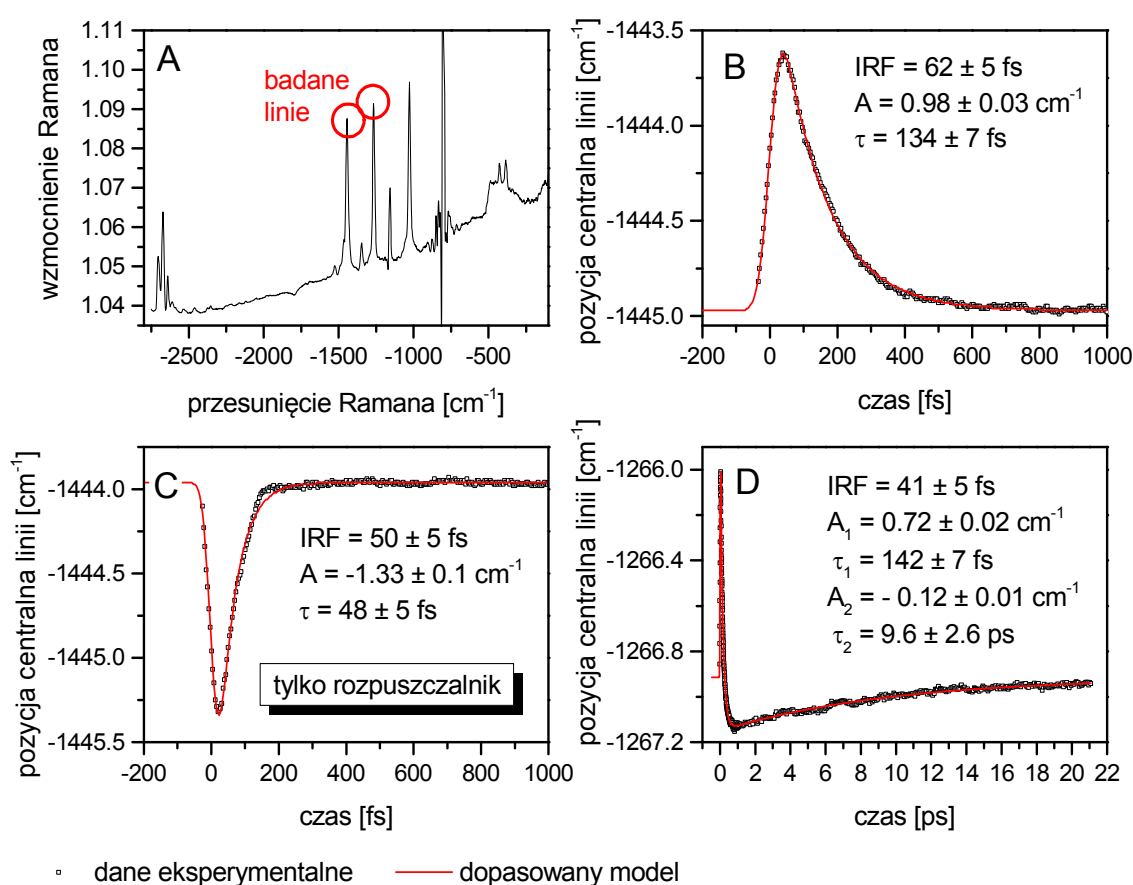 A
badane
linie
wzmocnienie Ramana
1.11
1.10
1.09
1.08
1.07
1.06
1.05
1.04
-2500 -2000 -1500 -1000 -500
przesunięcie Ramana [cm⁻¹]
B
IRF = 62 ± 5 fs
A = 0.98 ± 0.03 cm⁻¹
τ = 134 ± 7 fs
pozycja centralna linii [cm⁻¹]
-1443.5
-1444.0
-1444.5
-1445.0
-200 0 200 400 600 800 1000
czas [fs]
C
IRF = 50 ± 5 fs
A = -1.33 ± 0.1 cm⁻¹
τ = 48 ± 5 fs
tylko rozpuszczalnik
pozycja centralna linii [cm⁻¹]
-1444.0
-1444.5
-1445.0
-1445.5
-200 0 200 400 600 800 1000
czas [fs]
D
IRF = 41 ± 5 fs
A₁ = 0.72 ± 0.02 cm⁻¹
τ₁ = 142 ± 7 fs
A₂ = - 0.12 ± 0.01 cm⁻¹
τ₂ = 9.6 ± 2.6 ps
pozycja centralna linii [cm⁻¹]
-1266.0
-1266.4
-1266.8
-1267.2
0 2 4 6 8 10 12 14 16 18 20 22
czas [ps]
dane eksperymentalne
dopasowany model